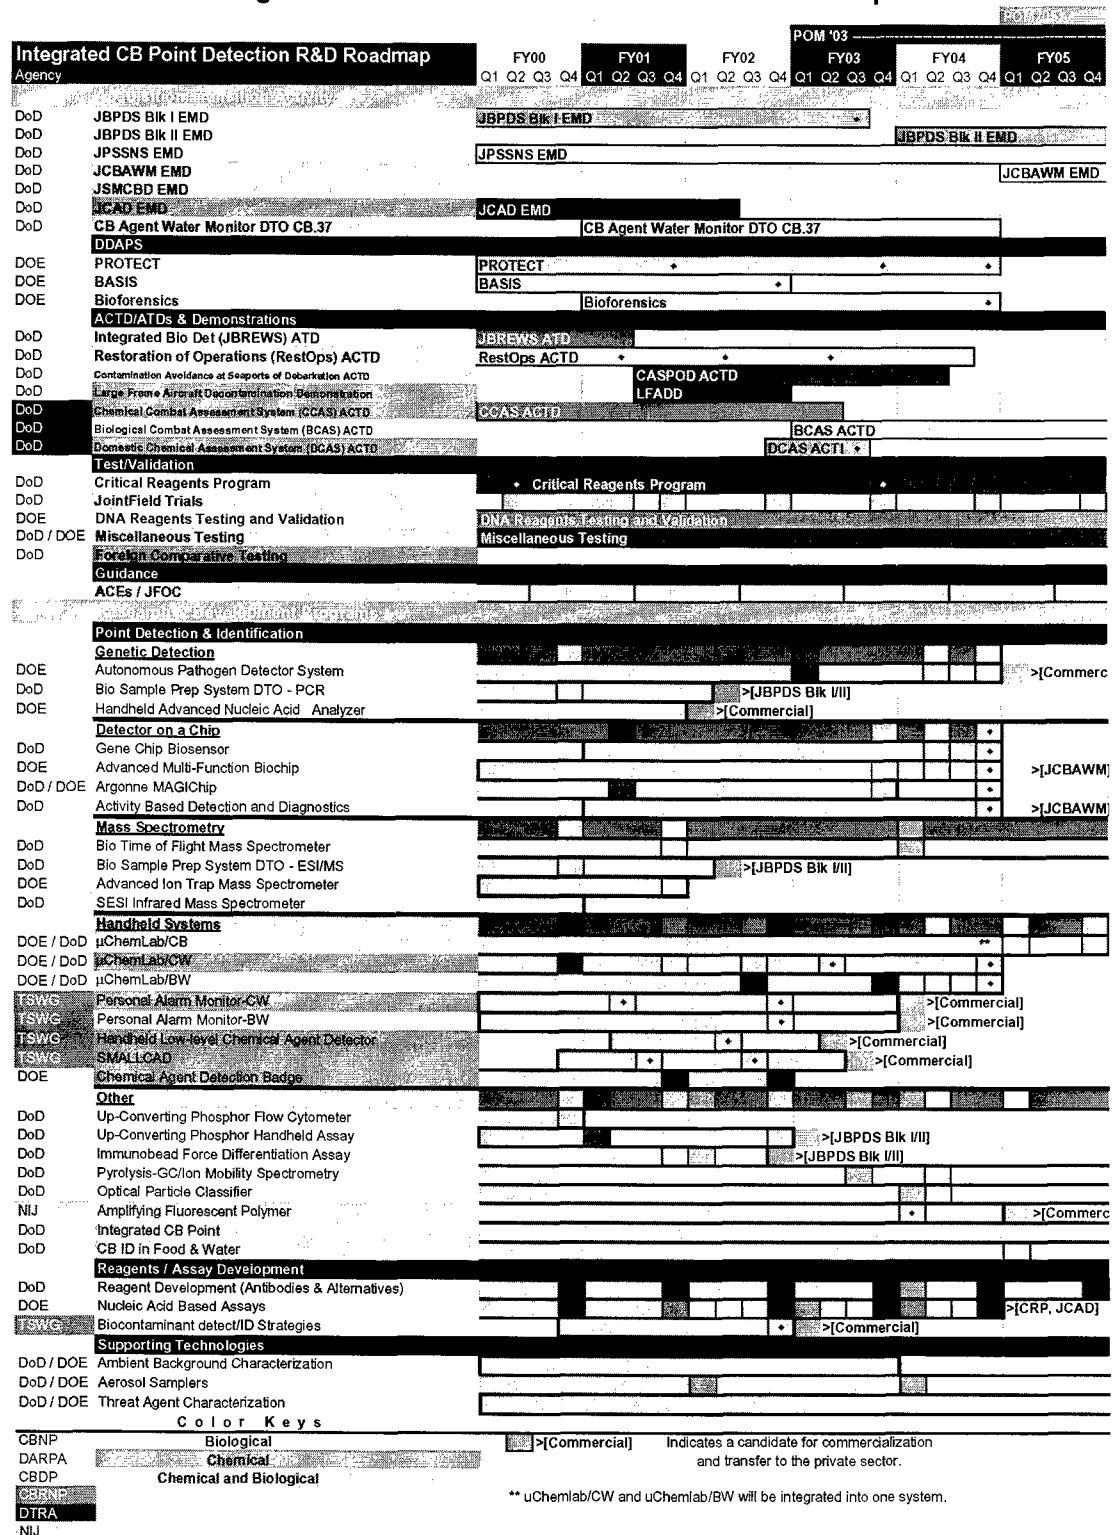 POM '03
Integrated CB Point Detection R&D Roadmap FY00 FY01 FY02 FY03 FY04 FY05
Agency Q1 Q2 Q3 Q4 Q1 Q2 Q3 Q4 Q1 Q2 Q3 Q4 Q1 Q2 Q3 Q4 Q1 Q2 Q3 Q4 Q1 Q2 Q3 Q4
DoD JBPDS Blk I EMD JBPDS Blk I EMD
DoD JBPDS Blk II EMD JBPDS Blk II EMD
DoD JPSSNS EMD JPSSNS EMD
DoD JCBAWM EMD JCBAWM EMD
DoD JSMCBD EMD
DoD JCAD EMD JCAD EMD
DoD CB Agent Water Monitor DTO CB.37 CB Agent Water Monitor DTO CB.37
DDAPS
DOE PROTECT PROTECT
DOE BASIS BASIS
DOE Bioforensics Bioforensics
ACTD/ATDs & Demonstrations
DoD Integrated Bio Det (JBREWS) ATD JBREWS ATD
DoD Restoration of Operations (RestOps) ACTD RestOps ACTD
DoD Contamination Avoidance at Seaports of Debarkation ACTD CASPOD ACTD
DoD Large Frame Aircraft Decontamination Demonstration LFADD
DoD Chemical Combat Assessment System (CCAS) ACTD CCAS ACTD
DoD Biological Combat Assessment System (BCAS) ACTD BCAS ACTD
DoD Domestic Chemical Assessment System (DCAS) ACTD DCAS ACTI
Test/Validation
DoD Critical Reagents Program Critical Reagents Program
DoD JointField Trials
DOE DNA Reagents Testing and Validation DNA Reagents Testing and Validation
DoD / DOE Miscellaneous Testing Miscellaneous Testing
DoD Foreign Comparative Testing
Guidance
ACEs / JFOC
Point Detection & Identification
Genetic Detection
DOE Autonomous Pathogen Detector System >[Commerc
DoD Bio Sample Prep System DTO - PCR >[JBPDS Blk I/II]
DOE Handheld Advanced Nucleic Acid Analyzer >[Commercial]
Detector on a Chip
DoD Gene Chip Biosensor
DOE Advanced Multi-Function Biochip >[JCBAWM]
DoD / DOE Argonne MAGIChip
DoD Activity Based Detection and Diagnostics >[JCBAWM]
Mass Spectrometry
DoD Bio Time of Flight Mass Spectrometer
DoD Bio Sample Prep System DTO - ESI/MS >[JBPDS Blk I/II]
DOE Advanced Ion Trap Mass Spectrometer
DoD SESI Infrared Mass Spectrometer
Handheld Systems
DOE / DoD µChemLab/CB **
DOE / DoD µChemLab/CW
DOE / DoD µChemLab/BW
TSWG Personal Alarm Monitor-CW >[Commercial]
TSWG Personal Alarm Monitor-BW >[Commercial]
TSWG Handheld Low-level Chemical Agent Detector >[Commercial]
TSWG SMALLCAD >[Commercial]
DOE Chemical Agent Detection Badge
Other
DoD Up-Converting Phosphor Flow Cytometer
DoD Up-Converting Phosphor Handheld Assay >[JBPDS Blk I/II]
DoD Immunobead Force Differentiation Assay >[JBPDS Blk I/II]
DoD Pyrolysis-GC/Ion Mobility Spectrometry
DoD Optical Particle Classifier
NIJ Amplifying Fluorescent Polymer >[Commerc
DoD Integrated CB Point
DoD CB ID in Food & Water
Reagents / Assay Development
DoD Reagent Development (Antibodies & Alternatives)
DOE Nucleic Acid Based Assays >[CRP, JCAD]
TSWG Biocontaminant detect/ID Strategies >[Commercial]
Supporting Technologies
DoD / DOE Ambient Background Characterization
DoD / DOE Aerosol Samplers
DoD / DOE Threat Agent Characterization
Color Keys
CBNP Biological >[Commercial] Indicates a candidate for commercialization
DARPA Chemical and transfer to the private sector.
CBDP Chemical and Biological
CBRNP ** uChemlab/CW and uChemlab/BW will be integrated into one system.
DTRA
NIJ